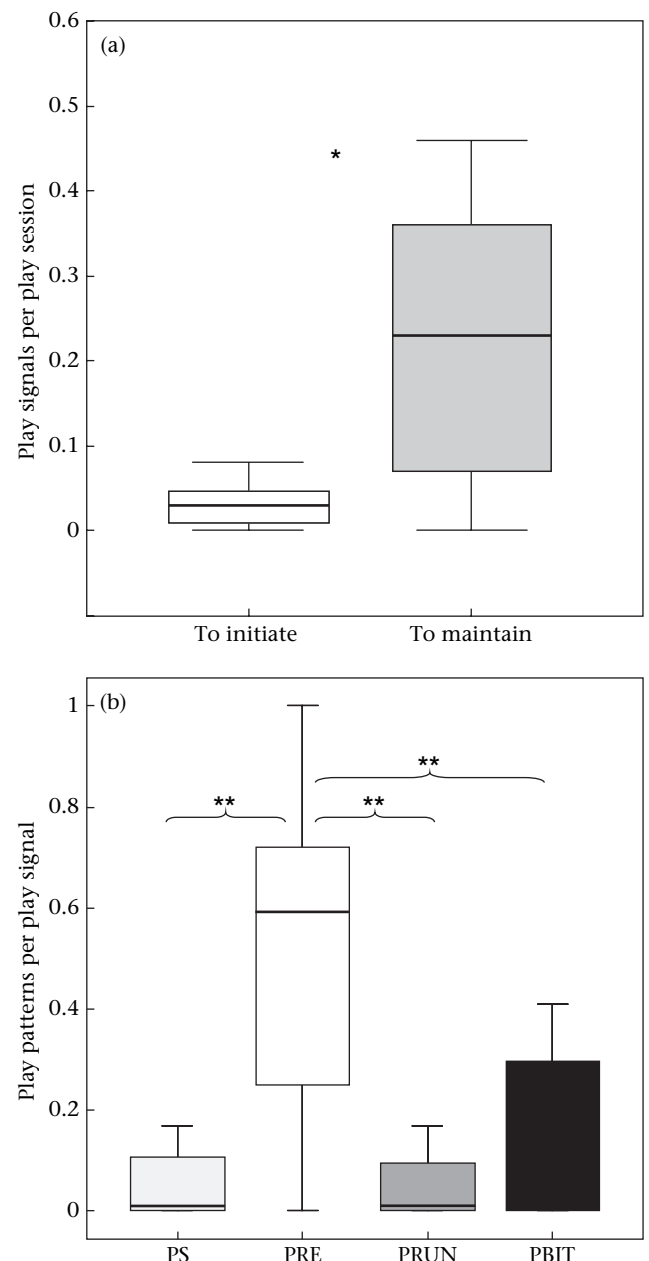 0.6
(a)
0.5
*
0.4
0.3
0.2
0.1
0
Play signals per play session
To initiate To maintain
1
(b)
**
0.8
** **
0.6
0.4
0.2
0
Play patterns per play signal
PS PRE PRUN PBIT